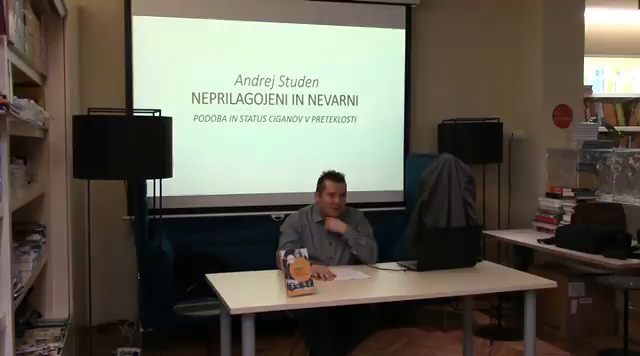 Andrej Studen
NEPRILAGOJENI IN NEVARNI
PODOBA IN STATUS CIGANOV V PRETEKLOSTI